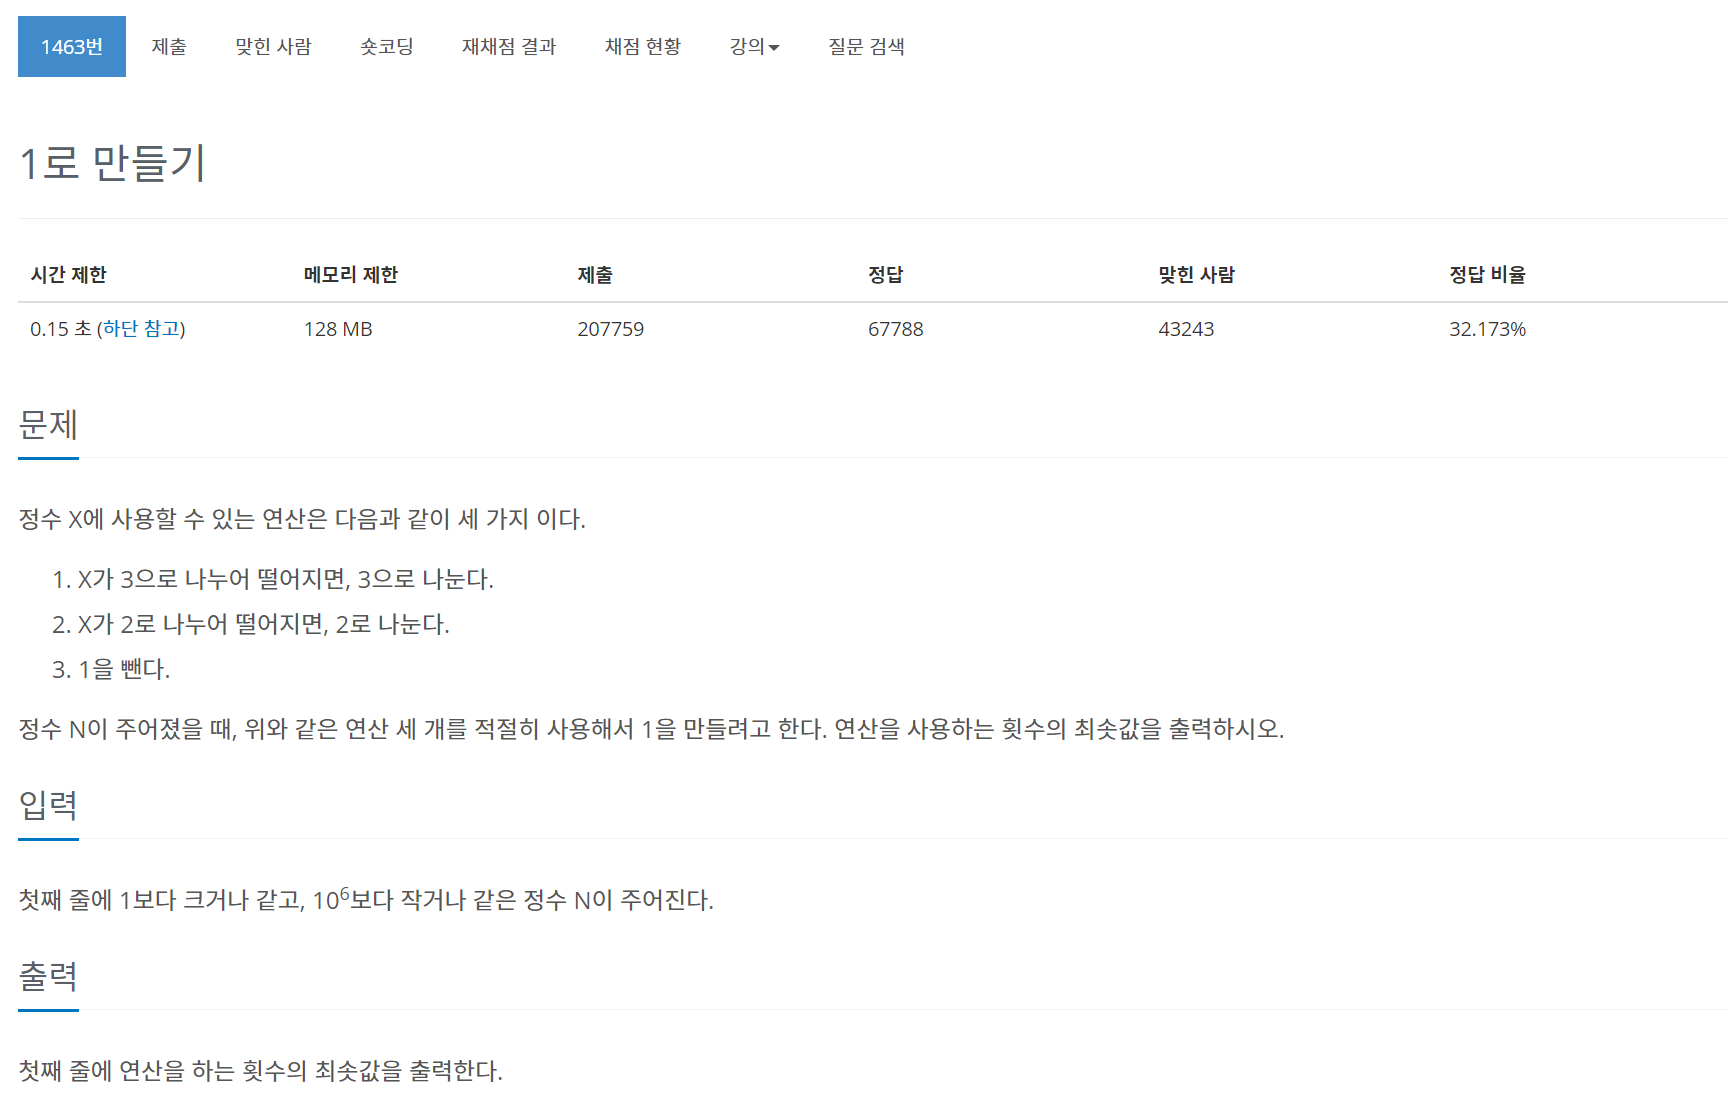 1463번 제출 맞힌 사람 숏코딩 재채점 결과 채점 현황 강의 질문 검색
1로 만들기
시간 제한 메모리 제한 제출 정답 맞힌 사람 정답 비율
0.15 초 (하단 참고) 128 MB 207759 67788 43243 32.173%
문제
정수 X에 사용할 수 있는 연산은 다음과 같이 세 가지 이다.
1. X가 3으로 나누어 떨어지면, 3으로 나눈다.
2. X가 2로 나누어 떨어지면, 2로 나눈다.
3. 1을 뺀다.
정수 N이 주어졌을 때, 위와 같은 연산 세 개를 적절히 사용해서 1을 만들려고 한다. 연산을 사용하는 횟수의 최솟값을 출력하시오.
입력
첫째 줄에 1보다 크거나 같고, 10⁶보다 작거나 같은 정수 N이 주어진다.
출력
첫째 줄에 연산을 하는 횟수의 최솟값을 출력한다.